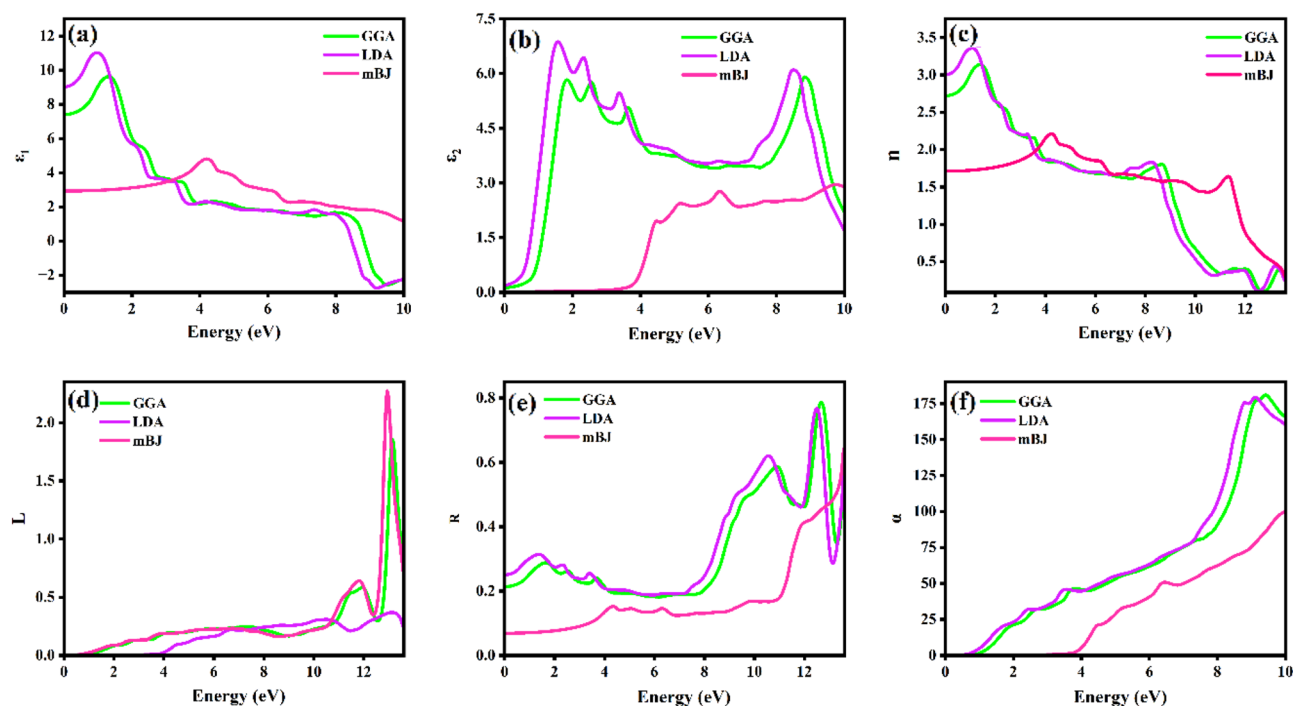 (a)
GGA
LDA
mBJ
12
10
8
6
4
2
0
−2
ε₁
0 2 4 6 8 10
Energy (eV)
(b)
GGA
LDA
mBJ
7.5
6.0
4.5
3.0
1.5
0.0
ε₂
0 2 4 6 8 10
Energy (eV)
(c)
GGA
LDA
mBJ
3.5
3.0
2.5
2.0
1.5
1.0
0.5
n
0 2 4 6 8 10 12
Energy (eV)
(d)
GGA
LDA
mBJ
2.0
1.5
1.0
0.5
0.0
L
0 2 4 6 8 10 12
Energy (eV)
(e)
GGA
LDA
mBJ
0.8
0.6
0.4
0.2
0.0
R
0 2 4 6 8 10 12
Energy (eV)
(f)
GGA
LDA
mBJ
175
150
125
100
75
50
25
0
α
0 2 4 6 8 10
Energy (eV)